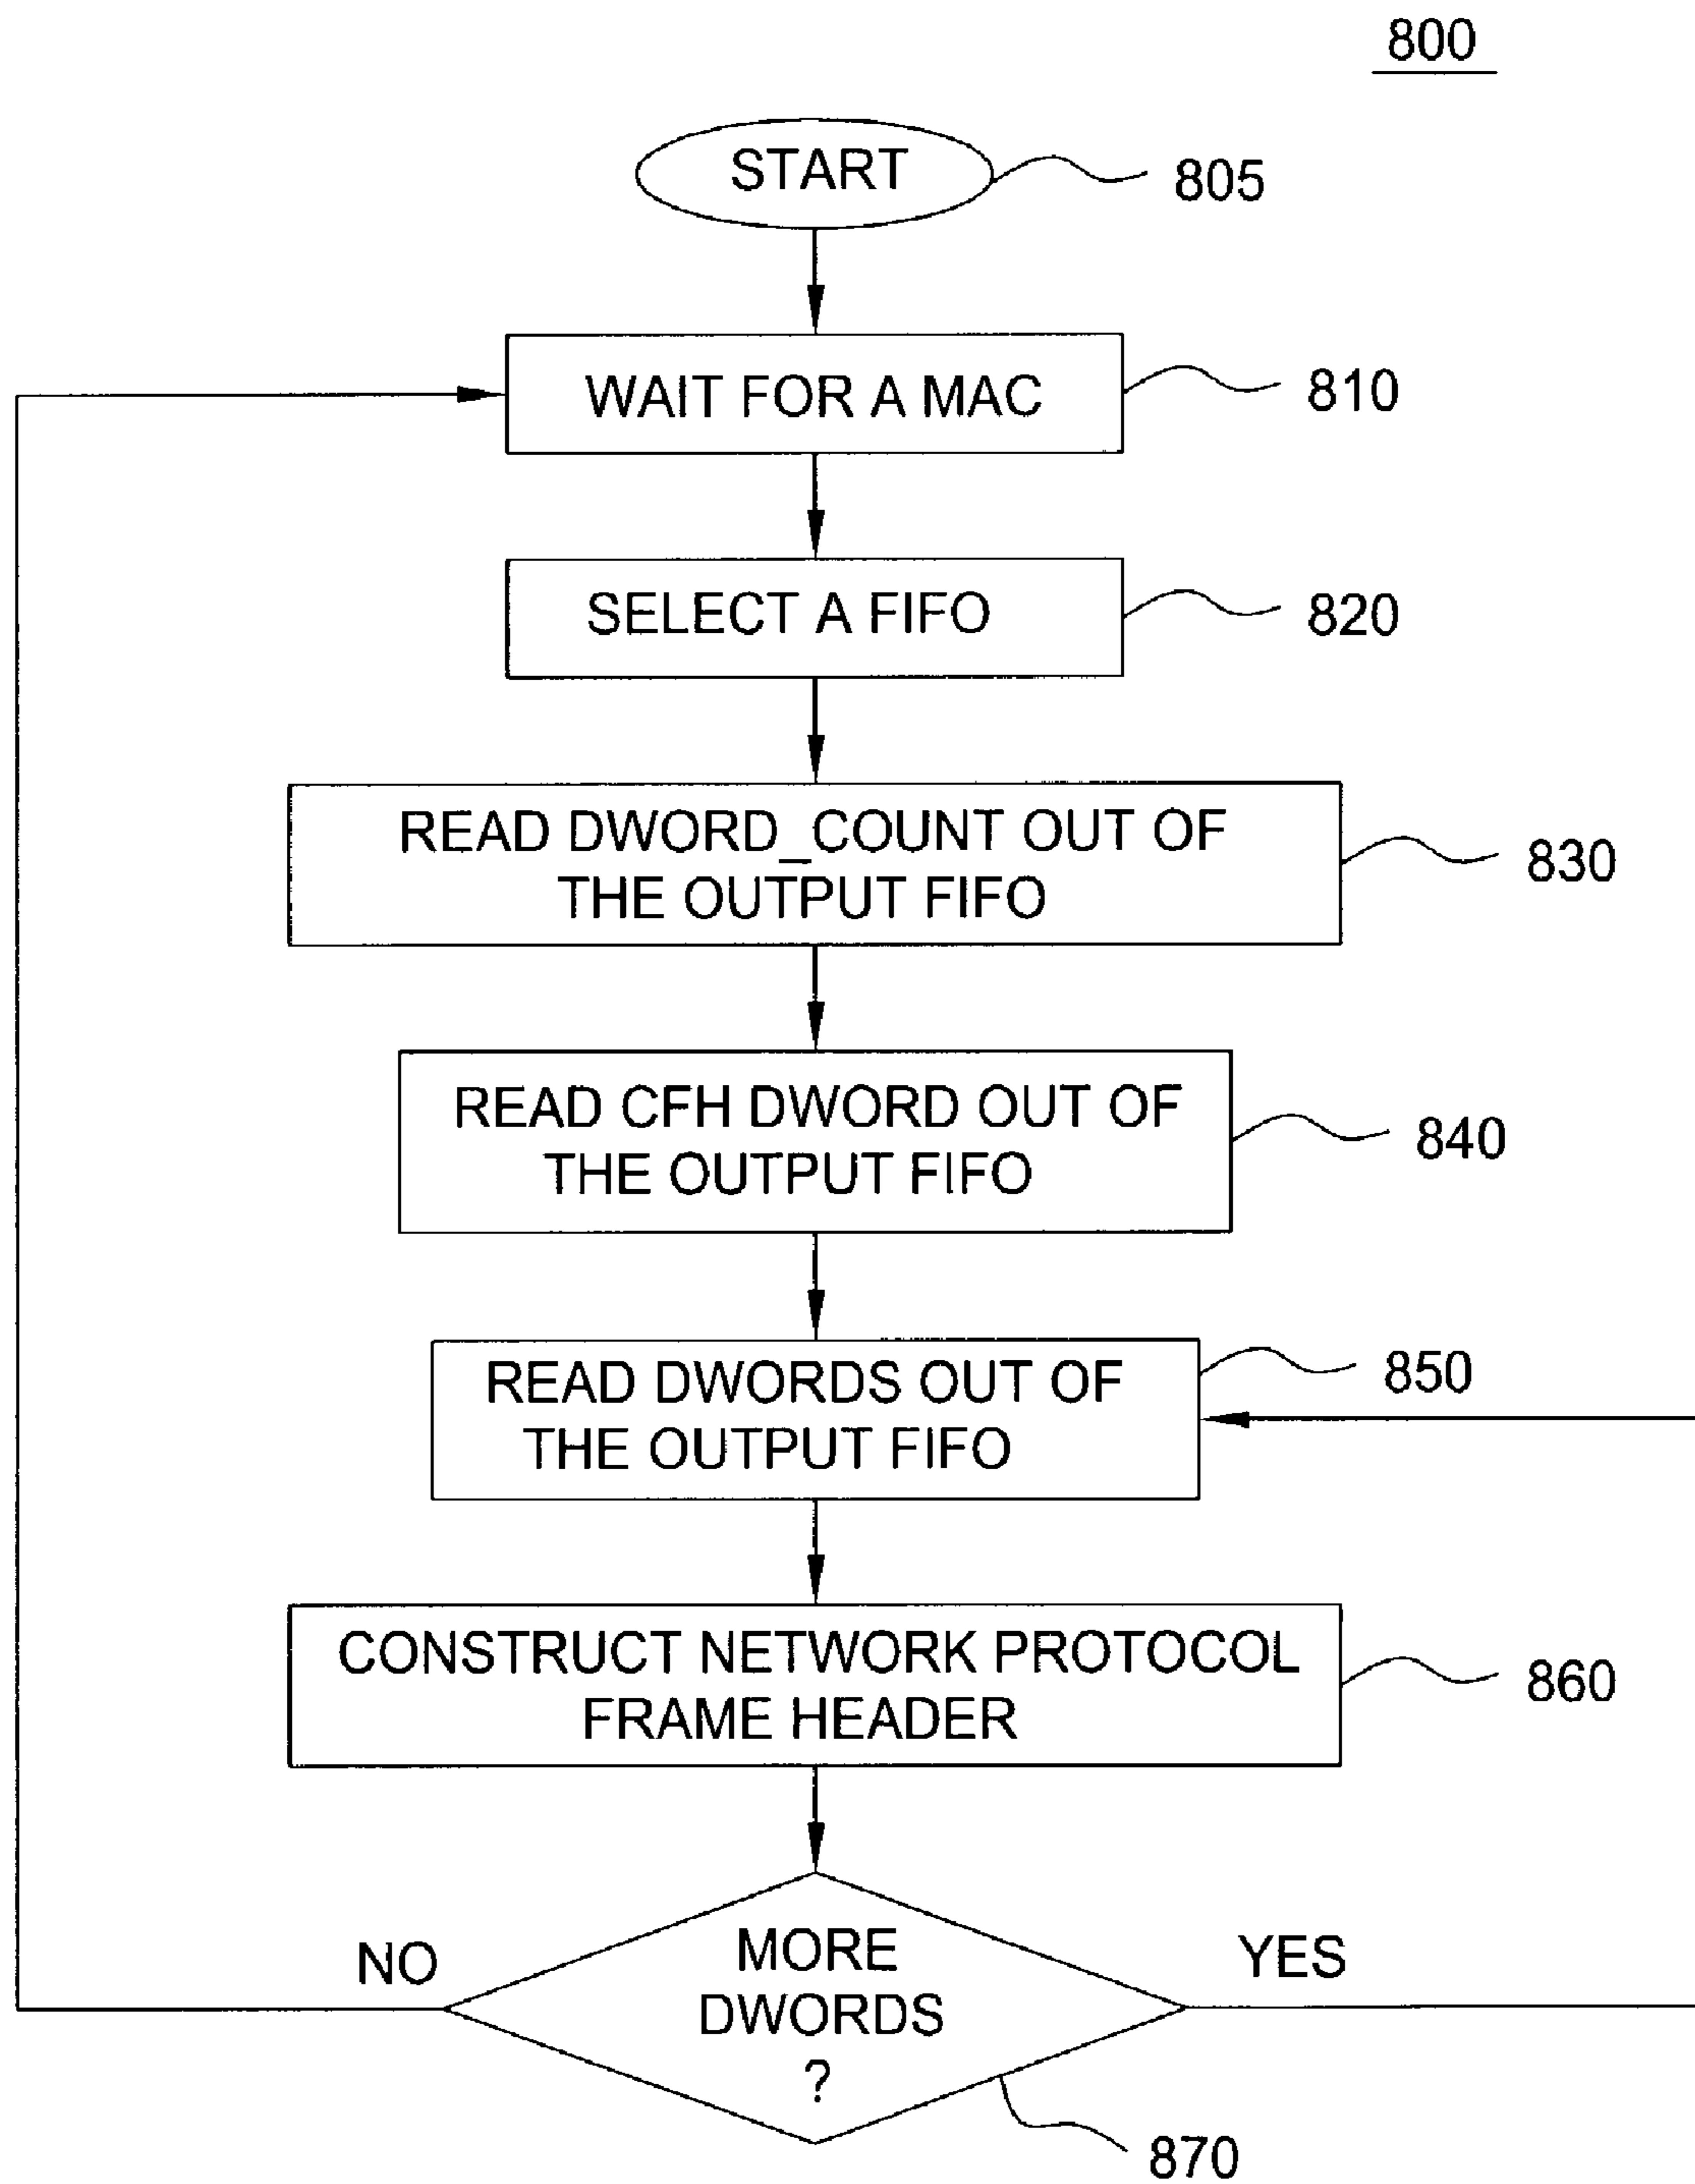 800
START
805
WAIT FOR A MAC
810
SELECT A FIFO
820
READ DWORD_COUNT OUT OF
THE OUTPUT FIFO
830
READ CFH DWORD OUT OF
THE OUTPUT FIFO
840
READ DWORDS OUT OF
THE OUTPUT FIFO
850
CONSTRUCT NETWORK PROTOCOL
FRAME HEADER
860
NO
MORE
DWORDS
?
YES
870